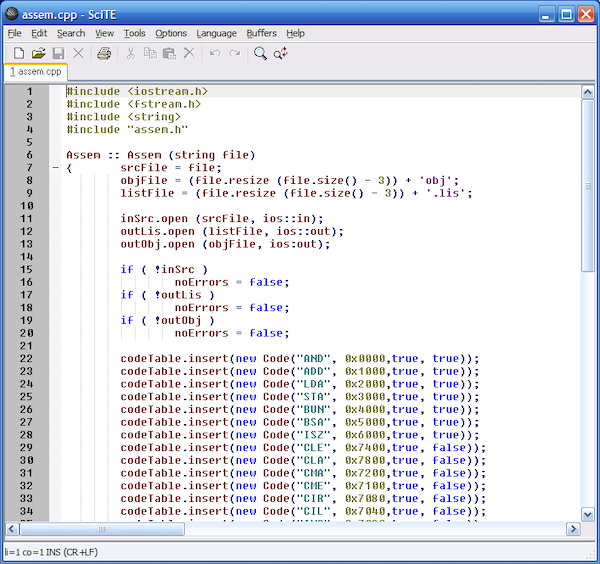 assem.cpp - SciTE
File Edit Search View Tools Options Language Buffers Help
1 assem.cpp
1 #include <iostream.h>
2 #include <fstream.h>
3 #include <string>
4 #include "assem.h"
5
6 Assem :: Assem (string file)
7 { srcFile = file;
8 objFile = (file.resize (file.size() - 3)) + 'obj';
9 listFile = (file.resize (file.size() - 3)) + '.lis';
10
11 inSrc.open (srcFile, ios::in);
12 outLis.open (listFile, ios::out);
13 outObj.open (objFile, ios:out);
14
15 if ( !inSrc )
16 noErrors = false;
17 if ( !outLis )
18 noErrors = false;
19 if ( !outObj )
20 noErrors = false;
21
22 codeTable.insert(new Code("AND", 0x0000,true, true));
23 codeTable.insert(new Code("ADD", 0x1000,true, true));
24 codeTable.insert(new Code("LDA", 0x2000,true, true));
25 codeTable.insert(new Code("STA", 0x3000,true, true));
26 codeTable.insert(new Code("BUN", 0x4000,true, true));
27 codeTable.insert(new Code("BSA", 0x5000,true, true));
28 codeTable.insert(new Code("ISZ", 0x6000,true, true));
29 codeTable.insert(new Code("CLE", 0x7400,true, false));
30 codeTable.insert(new Code("CLA", 0x7800,true, false));
31 codeTable.insert(new Code("CMA", 0x7200,true, false));
32 codeTable.insert(new Code("CME", 0x7100,true, false));
33 codeTable.insert(new Code("CIR", 0x7080,true, false));
34 codeTable.insert(new Code("CIL", 0x7040,true, false));
li=1 co=1 INS (CR+LF)